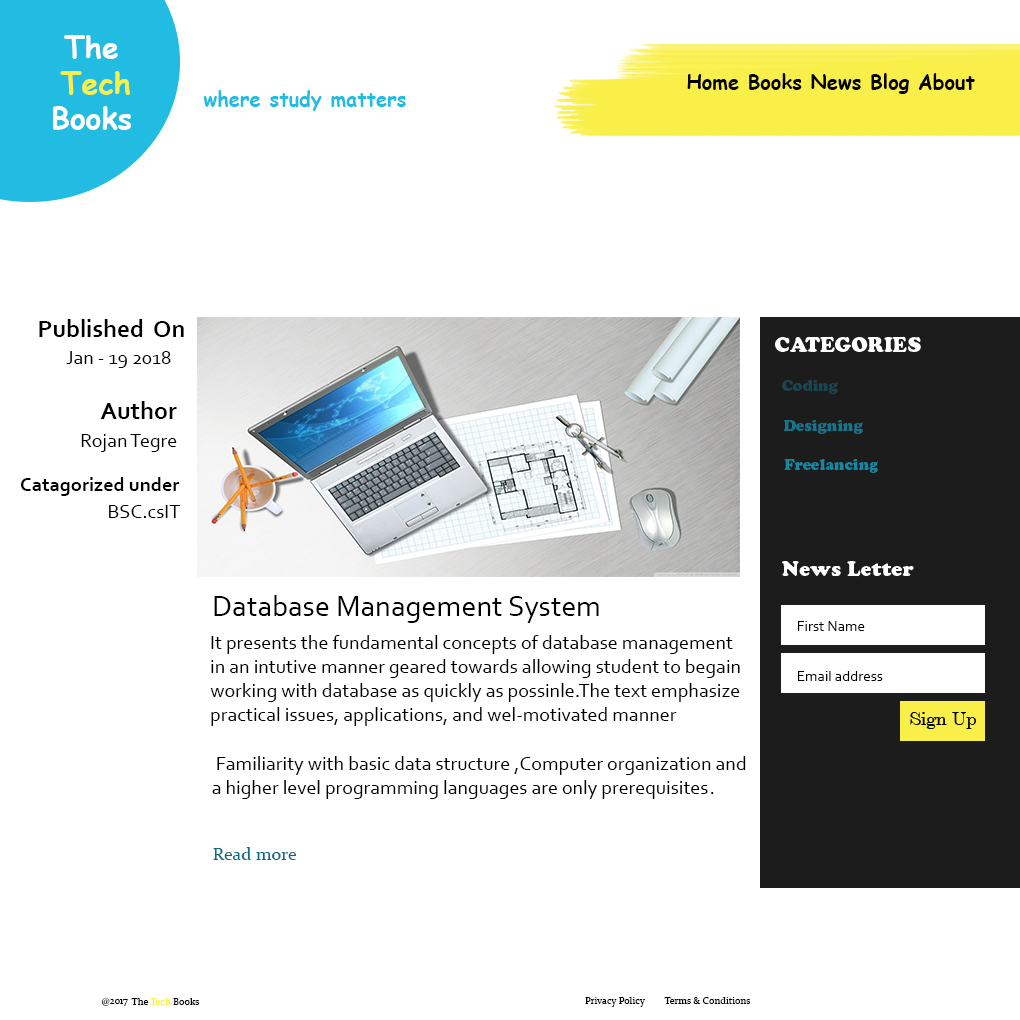 The
Tech
Books
where study matters
Home Books News Blog About
Published On
Jan - 19 2018
Author
Rojan Tegre
Catagorized under
BSC.csIT
Database Management System
It presents the fundamental concepts of database management
in an intutive manner geared towards allowing student to begain
working with database as quickly as possinle.The text emphasize
practical issues, applications, and wel-motivated manner
Familiarity with basic data structure ,Computer organization and
a higher level programming languages are only prerequisites.
Read more
CATEGORIES
Coding
Designing
Freelancing
News Letter
First Name
Email address
Sign Up
@2017 The Tech Books
Privacy Policy Terms & Conditions